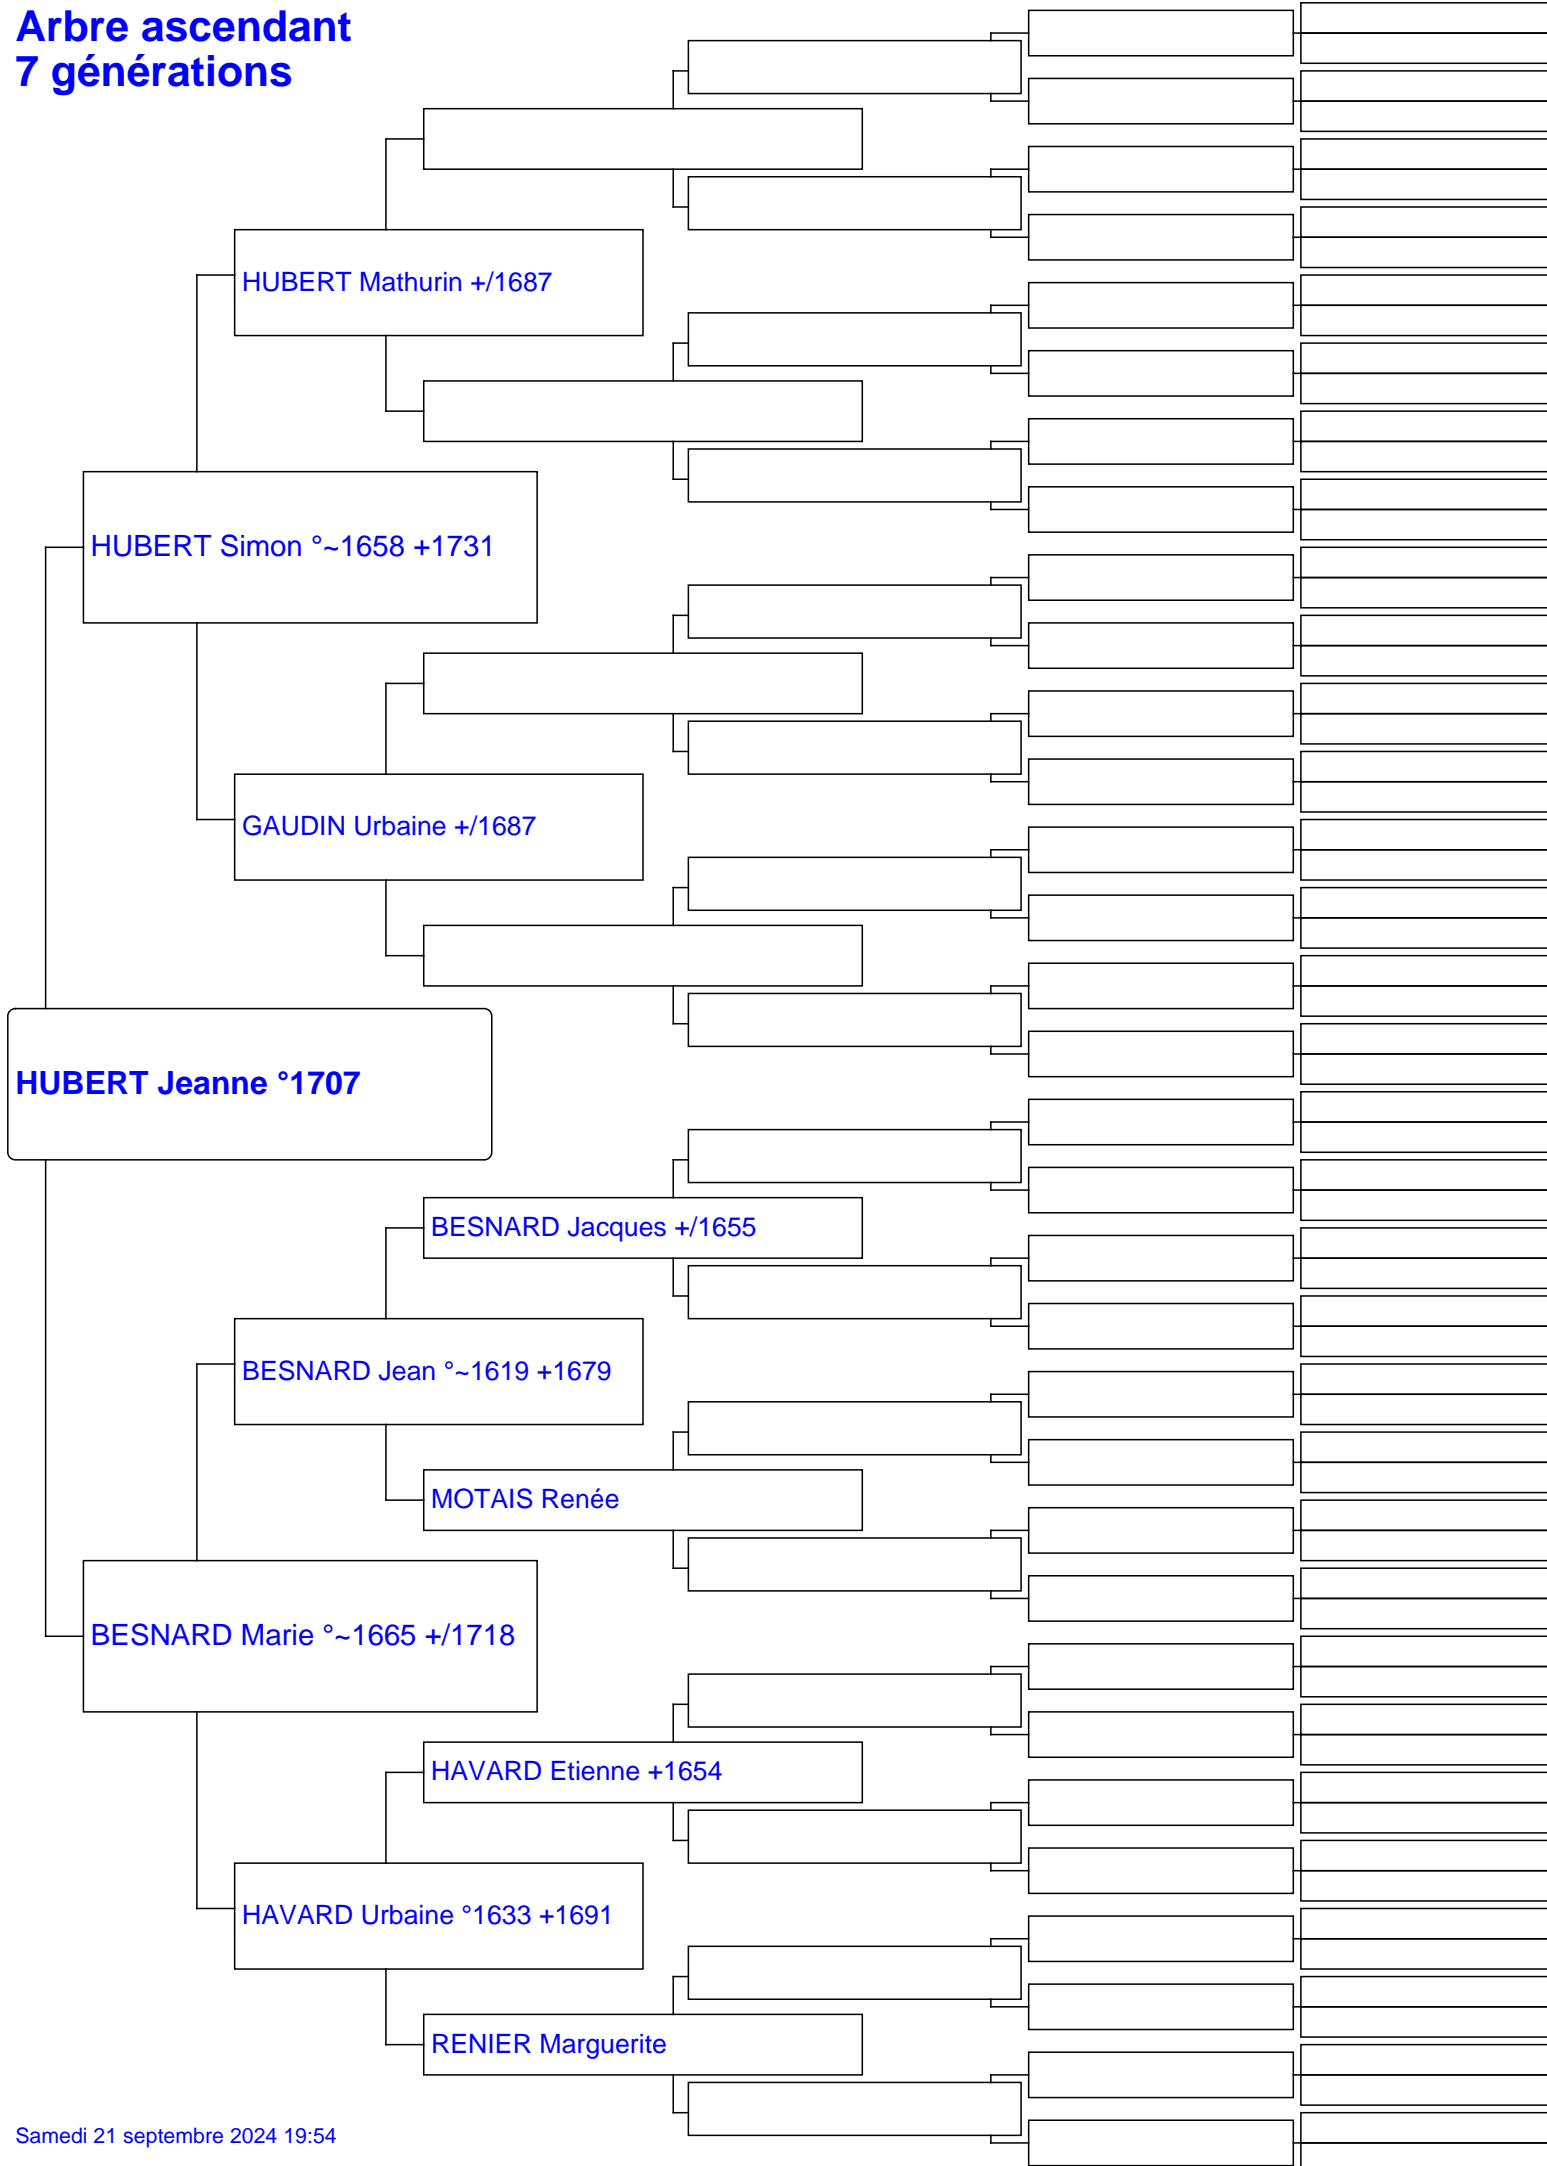 Arbre ascendant
7 générations
HUBERT Mathurin +/1687
HUBERT Simon °~1658 +1731
GAUDIN Urbaine +/1687
HUBERT Jeanne °1707
BESNARD Jacques +/1655
BESNARD Jean °~1619 +1679
MOTAIS Renée
BESNARD Marie °~1665 +/1718
HAVARD Etienne +1654
HAVARD Urbaine °1633 +1691
RENIER Marguerite
Samedi 21 septembre 2024 19:54